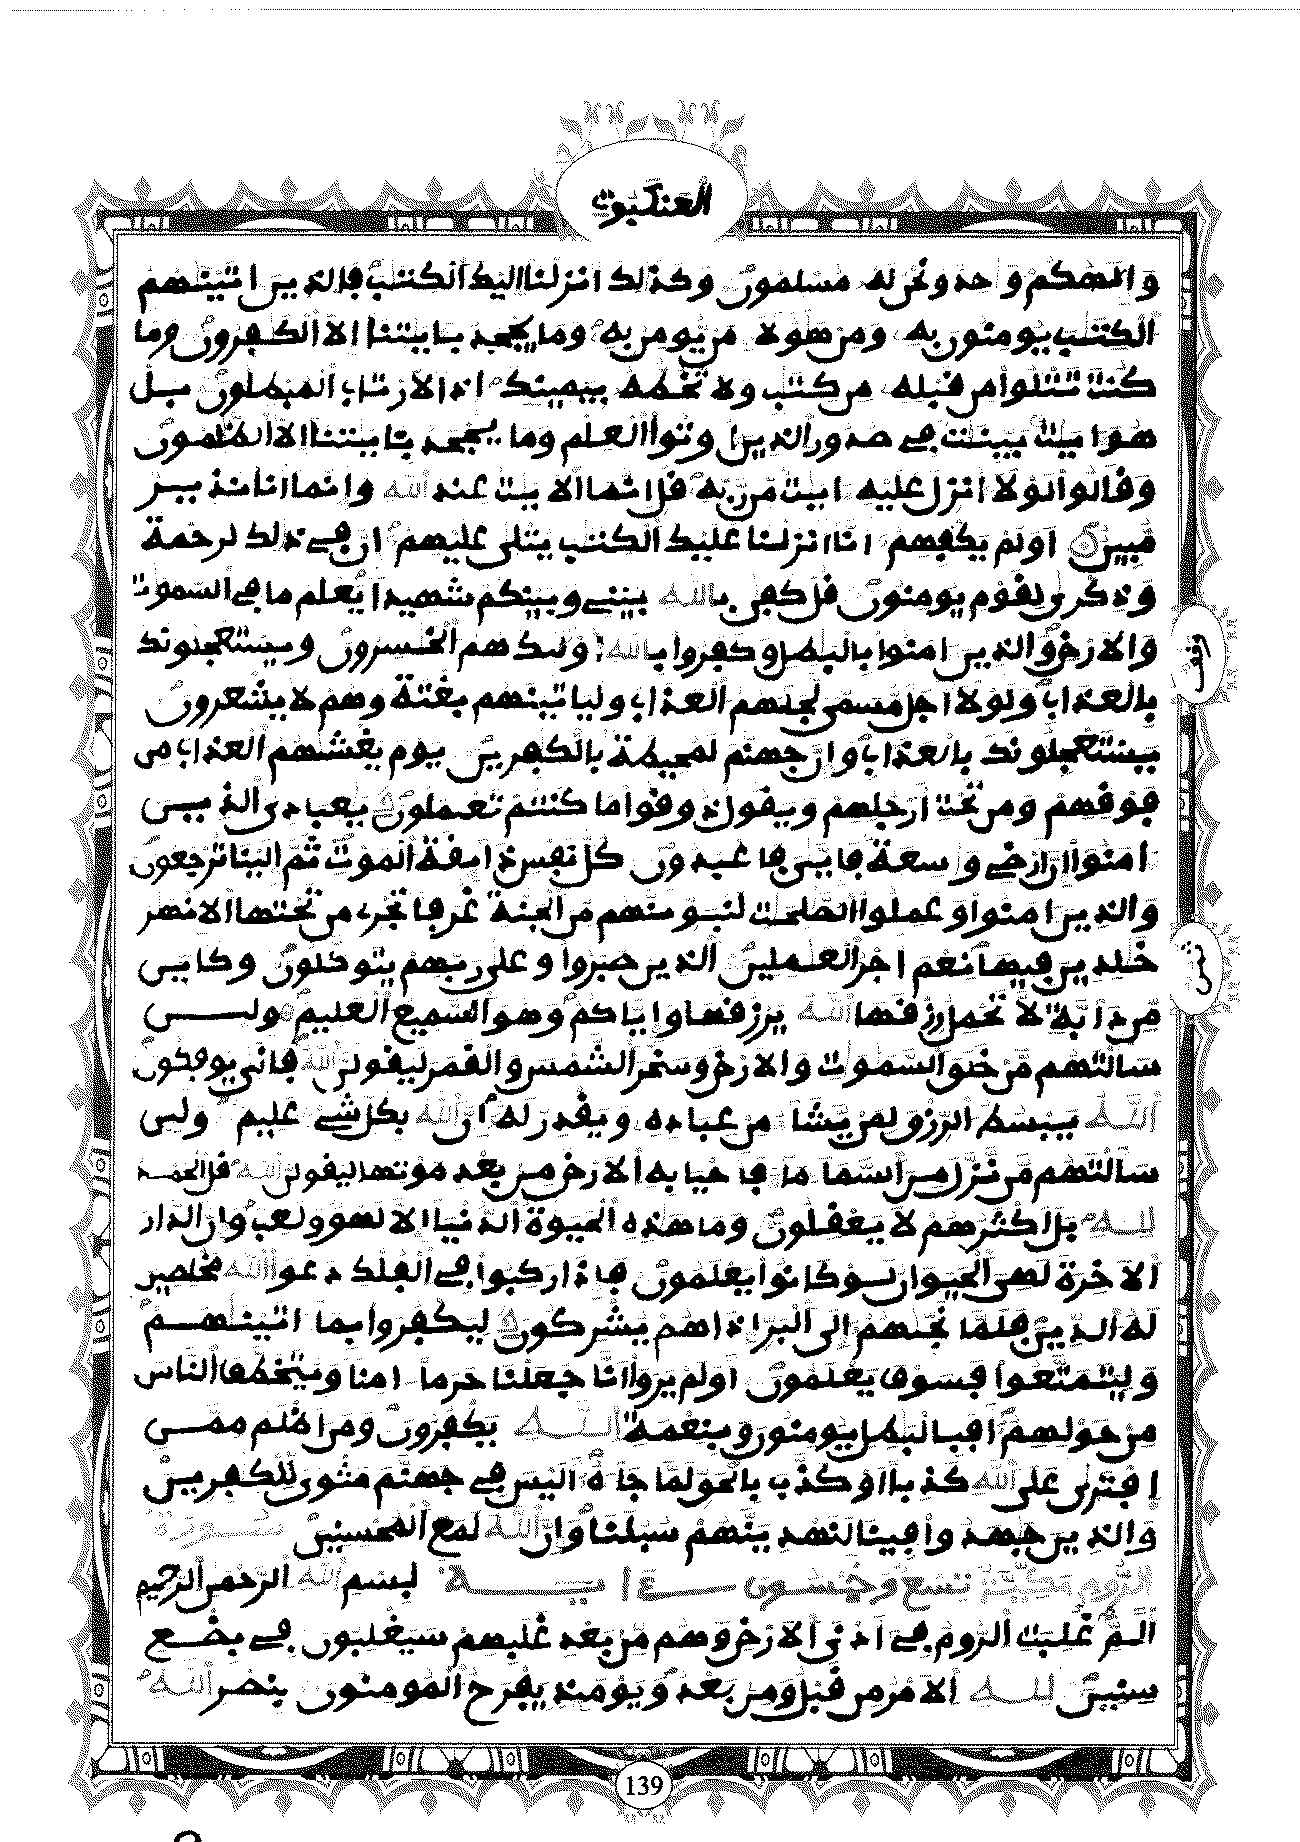 العنكبوت
والهكم وحد ونحن له مسلمون وكذلك انزلنا اليك الكتب فالذين اتينهم
الكتب يومنون به ومن هولا من يومن به وما يجحد بايتنا الا الكفرون وما
كنت تتلوا من قبله من كتب ولا تخطه بيمينك اذا لارتاب المبطلون بل
هو ايت بينت في صدور الذين اوتوا العلم وما يجحد بايتنا الا الظلمون
وقالوا لولا انزل عليه ايت من ربه قل انما الايت عند الله وانما انا نذير
مبين اولم يكفهم انا انزلنا عليك الكتب يتلى عليهم ان في ذلك لرحمة
وذكرى لقوم يومنون قل كفى بالله بيني وبينكم شهيدا يعلم ما في السموت
والارض والذين امنوا بالبطل وكفروا بالله اوليك هم الخسرون ويستعجلونك
وقف
بالعذاب ولولا اجل مسمى لجاهم العذاب ولياتينهم بغتة وهم لا يشعرون
يستعجلونك بالعذاب وان جهنم لمحيطة بالكفرين يوم يغشهم العذاب من
فوقهم ومن تحت ارجلهم ويقول ذوقوا ما كنتم تعملون يعبادي الذين
امنوا ان ارضي وسعة فايي فاعبدون كل نفس ذايقة الموت ثم الينا ترجعون
والذين امنوا وعملوا الصلحت لنبوينهم من الجنة غرفا تجري من تحتها الانهر
خلدين فيها نعم اجر العملين الذين صبروا وعلى ربهم يتوكلون وكاين
ثمن
من دابة لا تحمل رزقها الله يرزقها واياكم وهو السميع العليم ولين
سالتهم من خلق السموت والارض وسخر الشمس والقمر ليقولن الله فانى يوفكون
الله يبسط الرزق لمن يشا من عباده ويقدر له ان الله بكل شي عليم ولين
سالتهم من نزل من السما ما فاحيا به الارض من بعد موتها ليقولن الله قل الحمد
لله بل اكثرهم لا يعقلون وما هذه الحيوة الدنيا الا لهو ولعب وان الدار
الاخرة لهي الحيوان لو كانوا يعلمون فاذا ركبوا في الفلك دعوا الله مخلصين
له الدين فلما نجهم الى البر اذا هم يشركون ليكفروا بما اتينهم
وليتمتعوا فسوف يعلمون اولم يروا انا جعلنا حرما امنا ويتخطف الناس
من حولهم افبالبطل يومنون وبنعمة الله يكفرون ومن اظلم ممن
افترى على الله كذبا او كذب بالحق لما جاه اليس في جهنم مثوى للكفرين
والذين جهدوا فينا لنهدينهم سبلنا وان الله لمع المحسنين سورة
الروم مكية تسع وخمسون اية بسم الله الرحمن الرحيم
الم غلبت الروم في ادنى الارض وهم من بعد غلبهم سيغلبون في بضع
سنين لله الامر من قبل ومن بعد ويوميذ يفرح المومنون بنصر الله
139